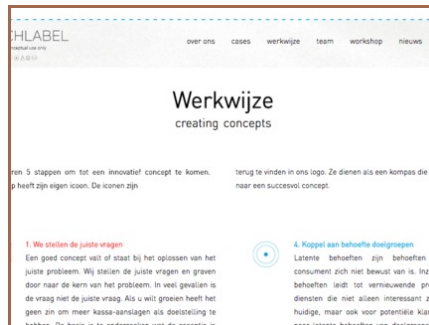 CHLABEL
conceptual use only
over ons cases werkwijze team workshop nieuws
Werkwijze
creating concepts
ren 5 stappen om tot een innovatief concept te komen.
p heeft zijn eigen icoon. De iconen zijn
terug te vinden in ons logo. Ze dienen als een kompas die
naar een succesvol concept.
1. We stellen de juiste vragen
Een goed concept valt of staat bij het oplossen van het
juiste probleem. Wij stellen de juiste vragen en graven
door naar de kern van het probleem. In veel gevallen is
de vraag niet de juiste vraag. Als u wilt groeien heeft het
geen zin om meer kassa-aanslagen als doelstelling te
4. Koppel aan behoefte doelgroepen
Latente behoeften zijn behoeften
consument zich niet bewust van is. Inz
behoeften leidt tot vernieuwende pr
diensten die niet alleen interessant z
huidige, maar ook voor potentiële klan